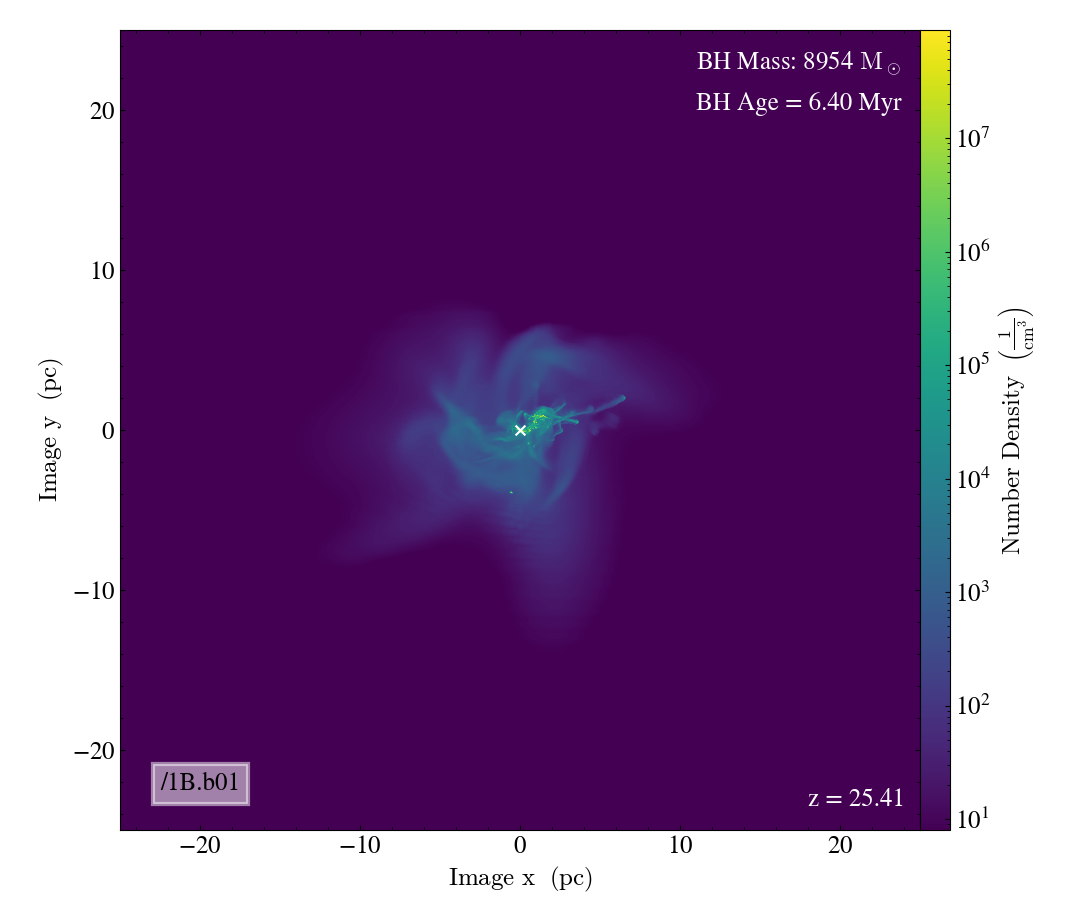 BH Mass: 8954 M⊙
BH Age = 6.40 Myr
20
10
0
−10
−20
Image y (pc)
10⁷
10⁶
10⁵
10⁴
10³
10²
10¹
Number Density (1/cm³)
/1B.b01
z = 25.41
−20 −10 0 10 20
Image x (pc)